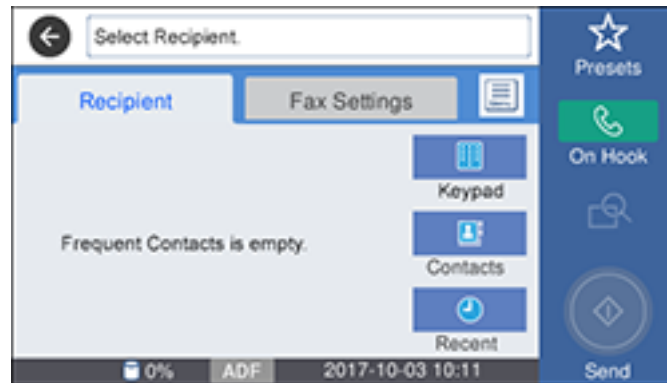 Select Recipient.
Presets
Recipient
Fax Settings
On Hook
Keypad
Frequent Contacts is empty.
Contacts
Recent
0%
ADF
2017-10-03 10:11
Send